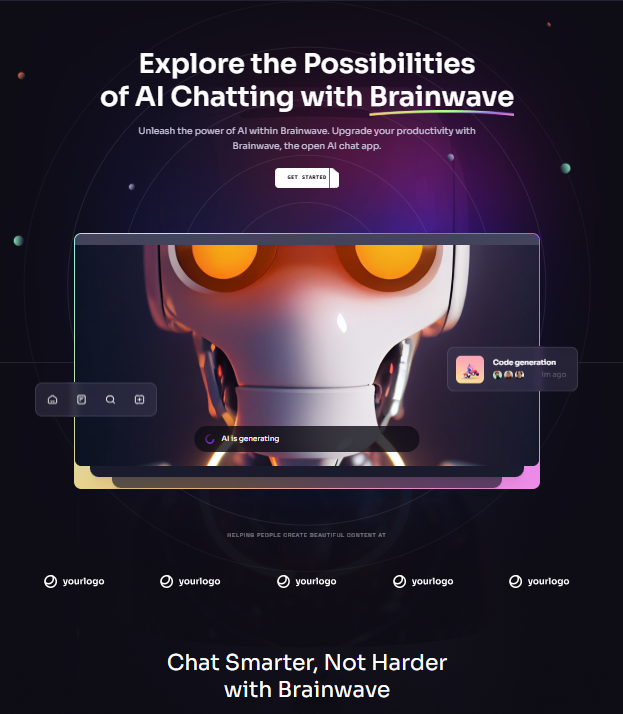 Explore the Possibilities
of AI Chatting with Brainwave
Unleash the power of AI within Brainwave. Upgrade your productivity with
Brainwave, the open AI chat app.
GET STARTED
Code generation
1m ago
AI is generating
HELPING PEOPLE CREATE BEAUTIFUL CONTENT AT
yourlogo
yourlogo
yourlogo
yourlogo
yourlogo
Chat Smarter, Not Harder
with Brainwave